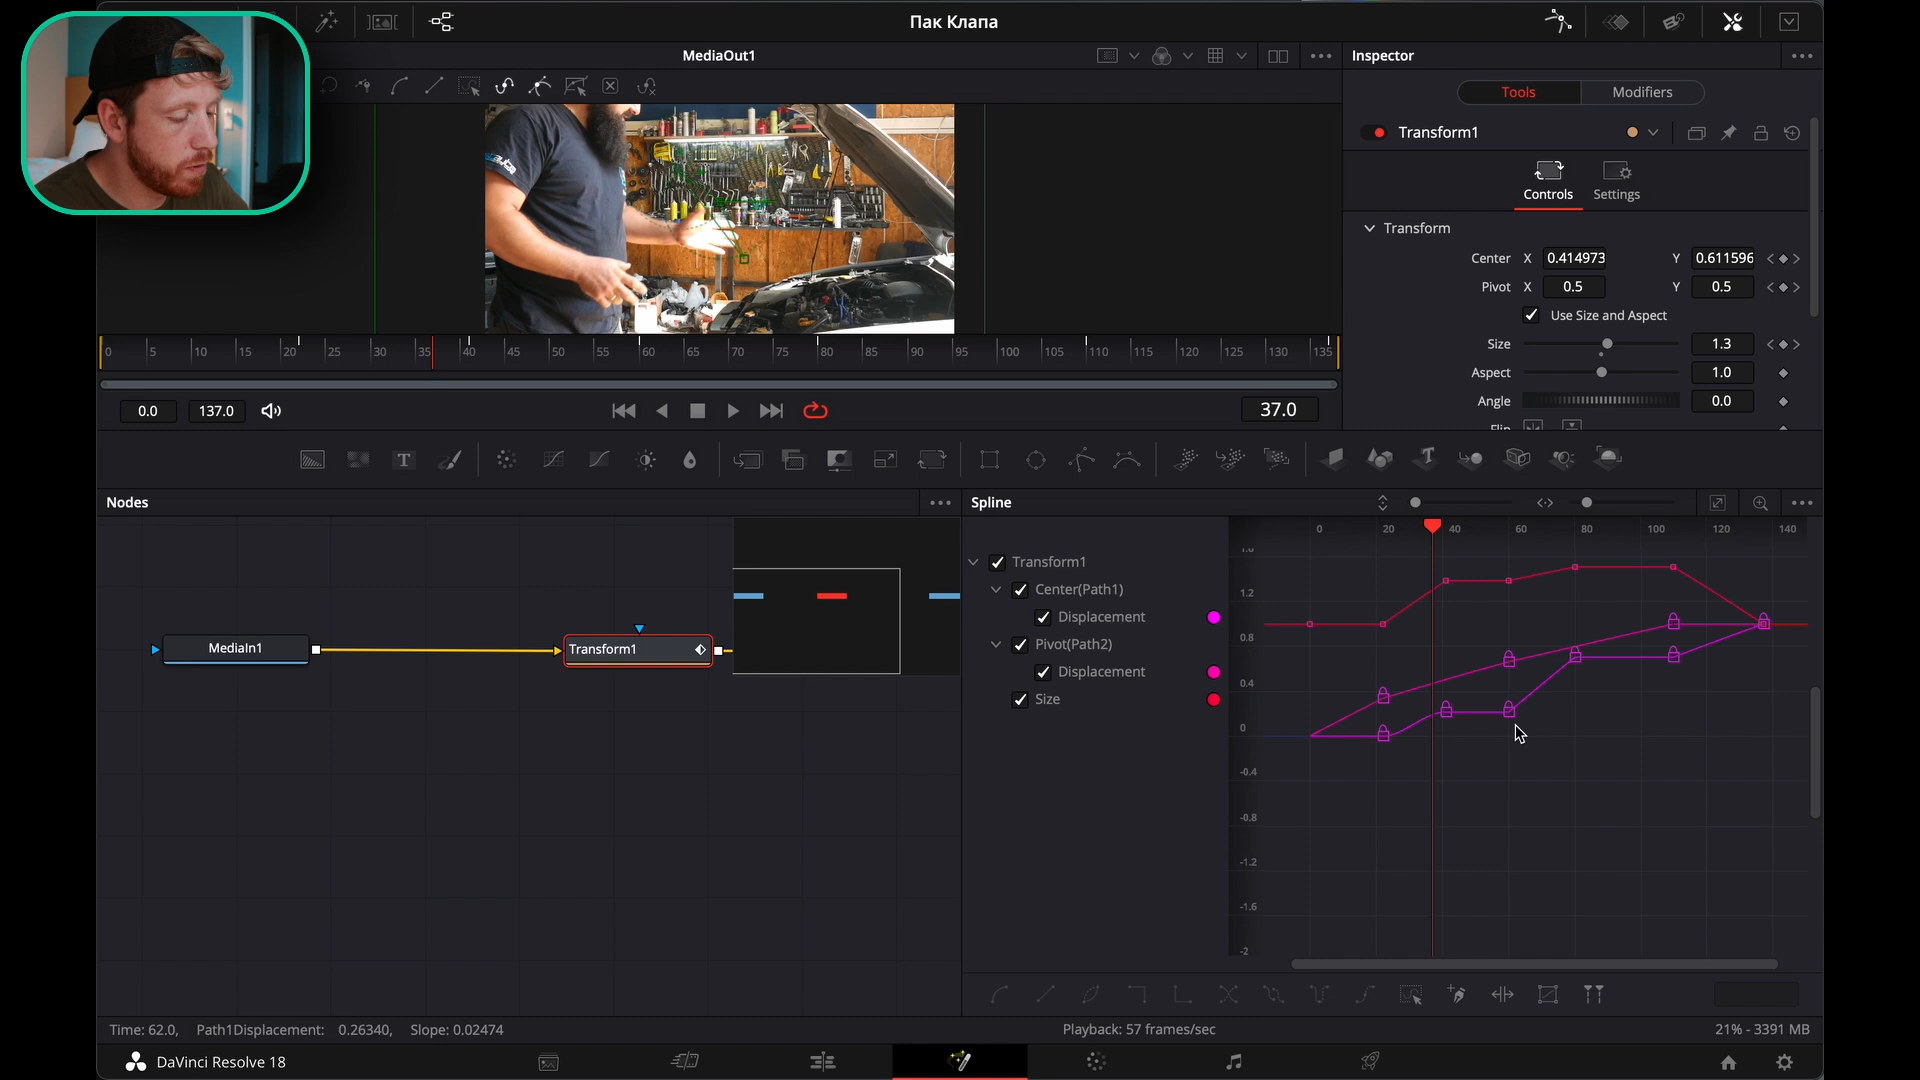 Пак Клапа
MediaOut1
Inspector
Tools
Modifiers
Transform1
Controls
Settings
Transform
Center X 0.414973 Y 0.611596
Pivot X 0.5 Y 0.5
Use Size and Aspect
Size 1.3
Aspect 1.0
Angle 0.0
Flip
0 5 10 15 20 25 30 35 40 45 50 55 60 65 70 75 80 85 90 95 100 105 110 115 120 125 130 135
0.0 137.0
37.0
Nodes
Spline
0 20 40 60 80 100 120 140
Transform1
Center(Path1)
Displacement
Pivot(Path2)
Displacement
Size
MediaIn1
Transform1
1.6
1.2
0.8
0.4
0
-0.4
-0.8
-1.2
-1.6
-2
Time: 62.0, Path1Displacement: 0.26340, Slope: 0.02474
Playback: 57 frames/sec
21% - 3391 MB
DaVinci Resolve 18